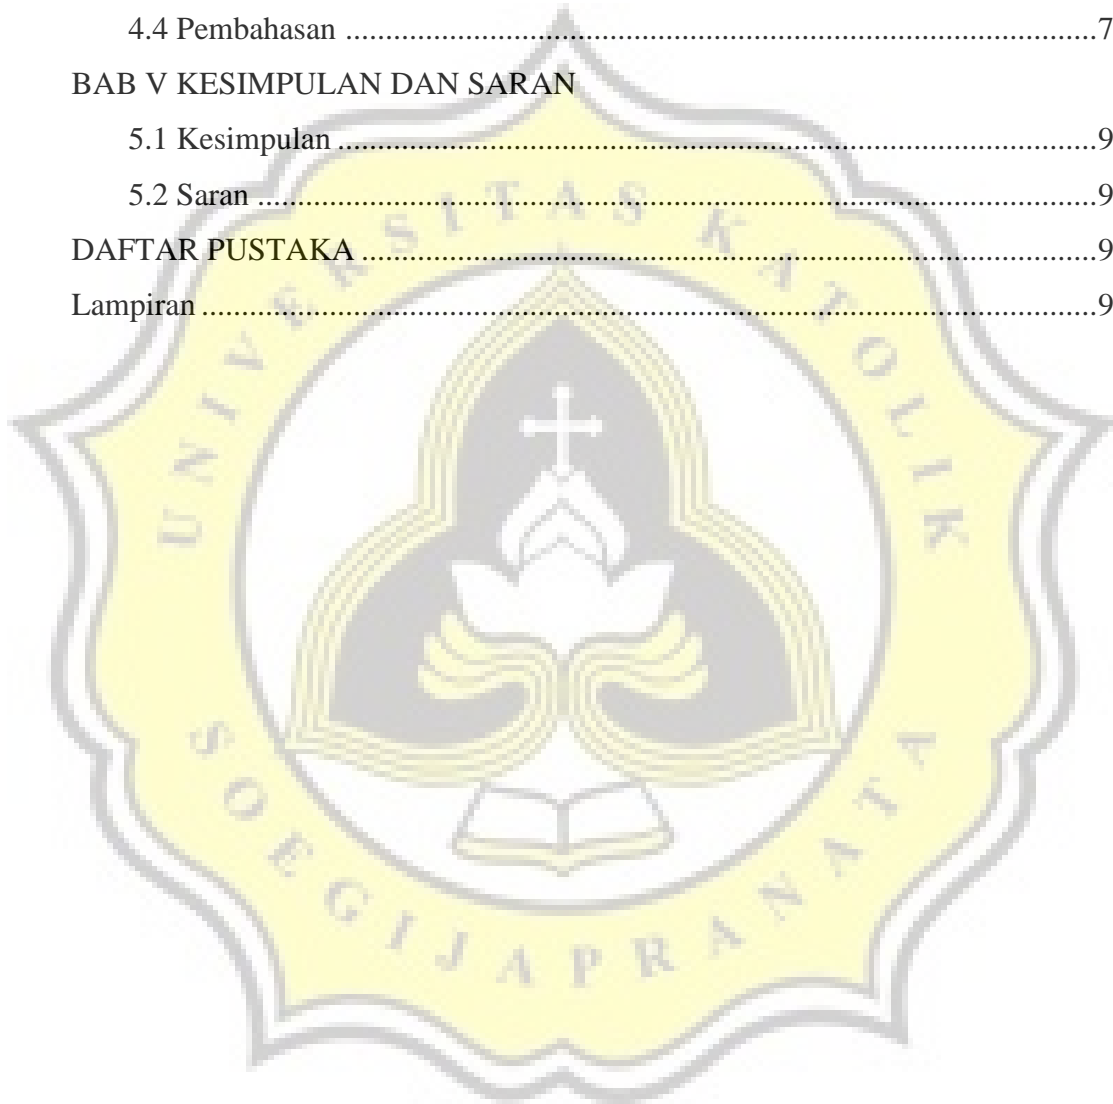 4.4 Pembahasan ..............................................................................................7
BAB V KESIMPULAN DAN SARAN
5.1 Kesimpulan ...............................................................................................9
5.2 Saran .........................................................................................................9
DAFTAR PUSTAKA ............................................................................................9
Lampiran ................................................................................................................9
UNIVERSITAS KATOLIK
SOEGIJAPRANATA